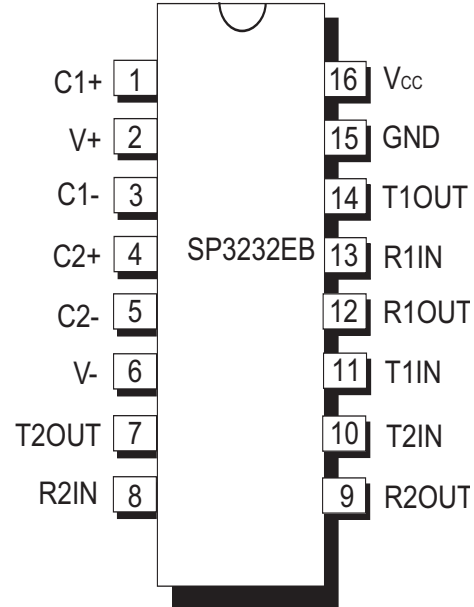 C1+ 1 16 Vcc
V+ 2 15 GND
C1- 3 14 T1OUT
C2+ 4 SP3232EB 13 R1IN
C2- 5 12 R1OUT
V- 6 11 T1IN
T2OUT 7 10 T2IN
R2IN 8 9 R2OUT